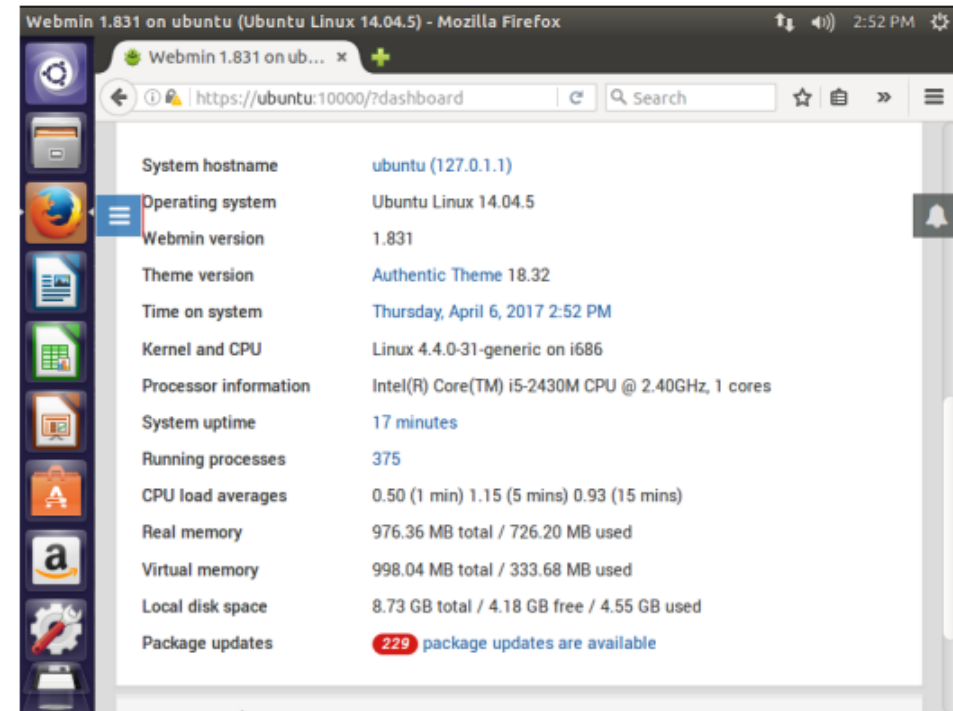 Webmin 1.831 on ubuntu (Ubuntu Linux 14.04.5) - Mozilla Firefox 2:52 PM
Webmin 1.831 on ub...
https://ubuntu:10000/?dashboard Search
System hostname ubuntu (127.0.1.1)
Operating system Ubuntu Linux 14.04.5
Webmin version 1.831
Theme version Authentic Theme 18.32
Time on system Thursday, April 6, 2017 2:52 PM
Kernel and CPU Linux 4.4.0-31-generic on i686
Processor information Intel(R) Core(TM) i5-2430M CPU @ 2.40GHz, 1 cores
System uptime 17 minutes
Running processes 375
CPU load averages 0.50 (1 min) 1.15 (5 mins) 0.93 (15 mins)
Real memory 976.36 MB total / 726.20 MB used
Virtual memory 998.04 MB total / 333.68 MB used
Local disk space 8.73 GB total / 4.18 GB free / 4.55 GB used
Package updates 229 package updates are available